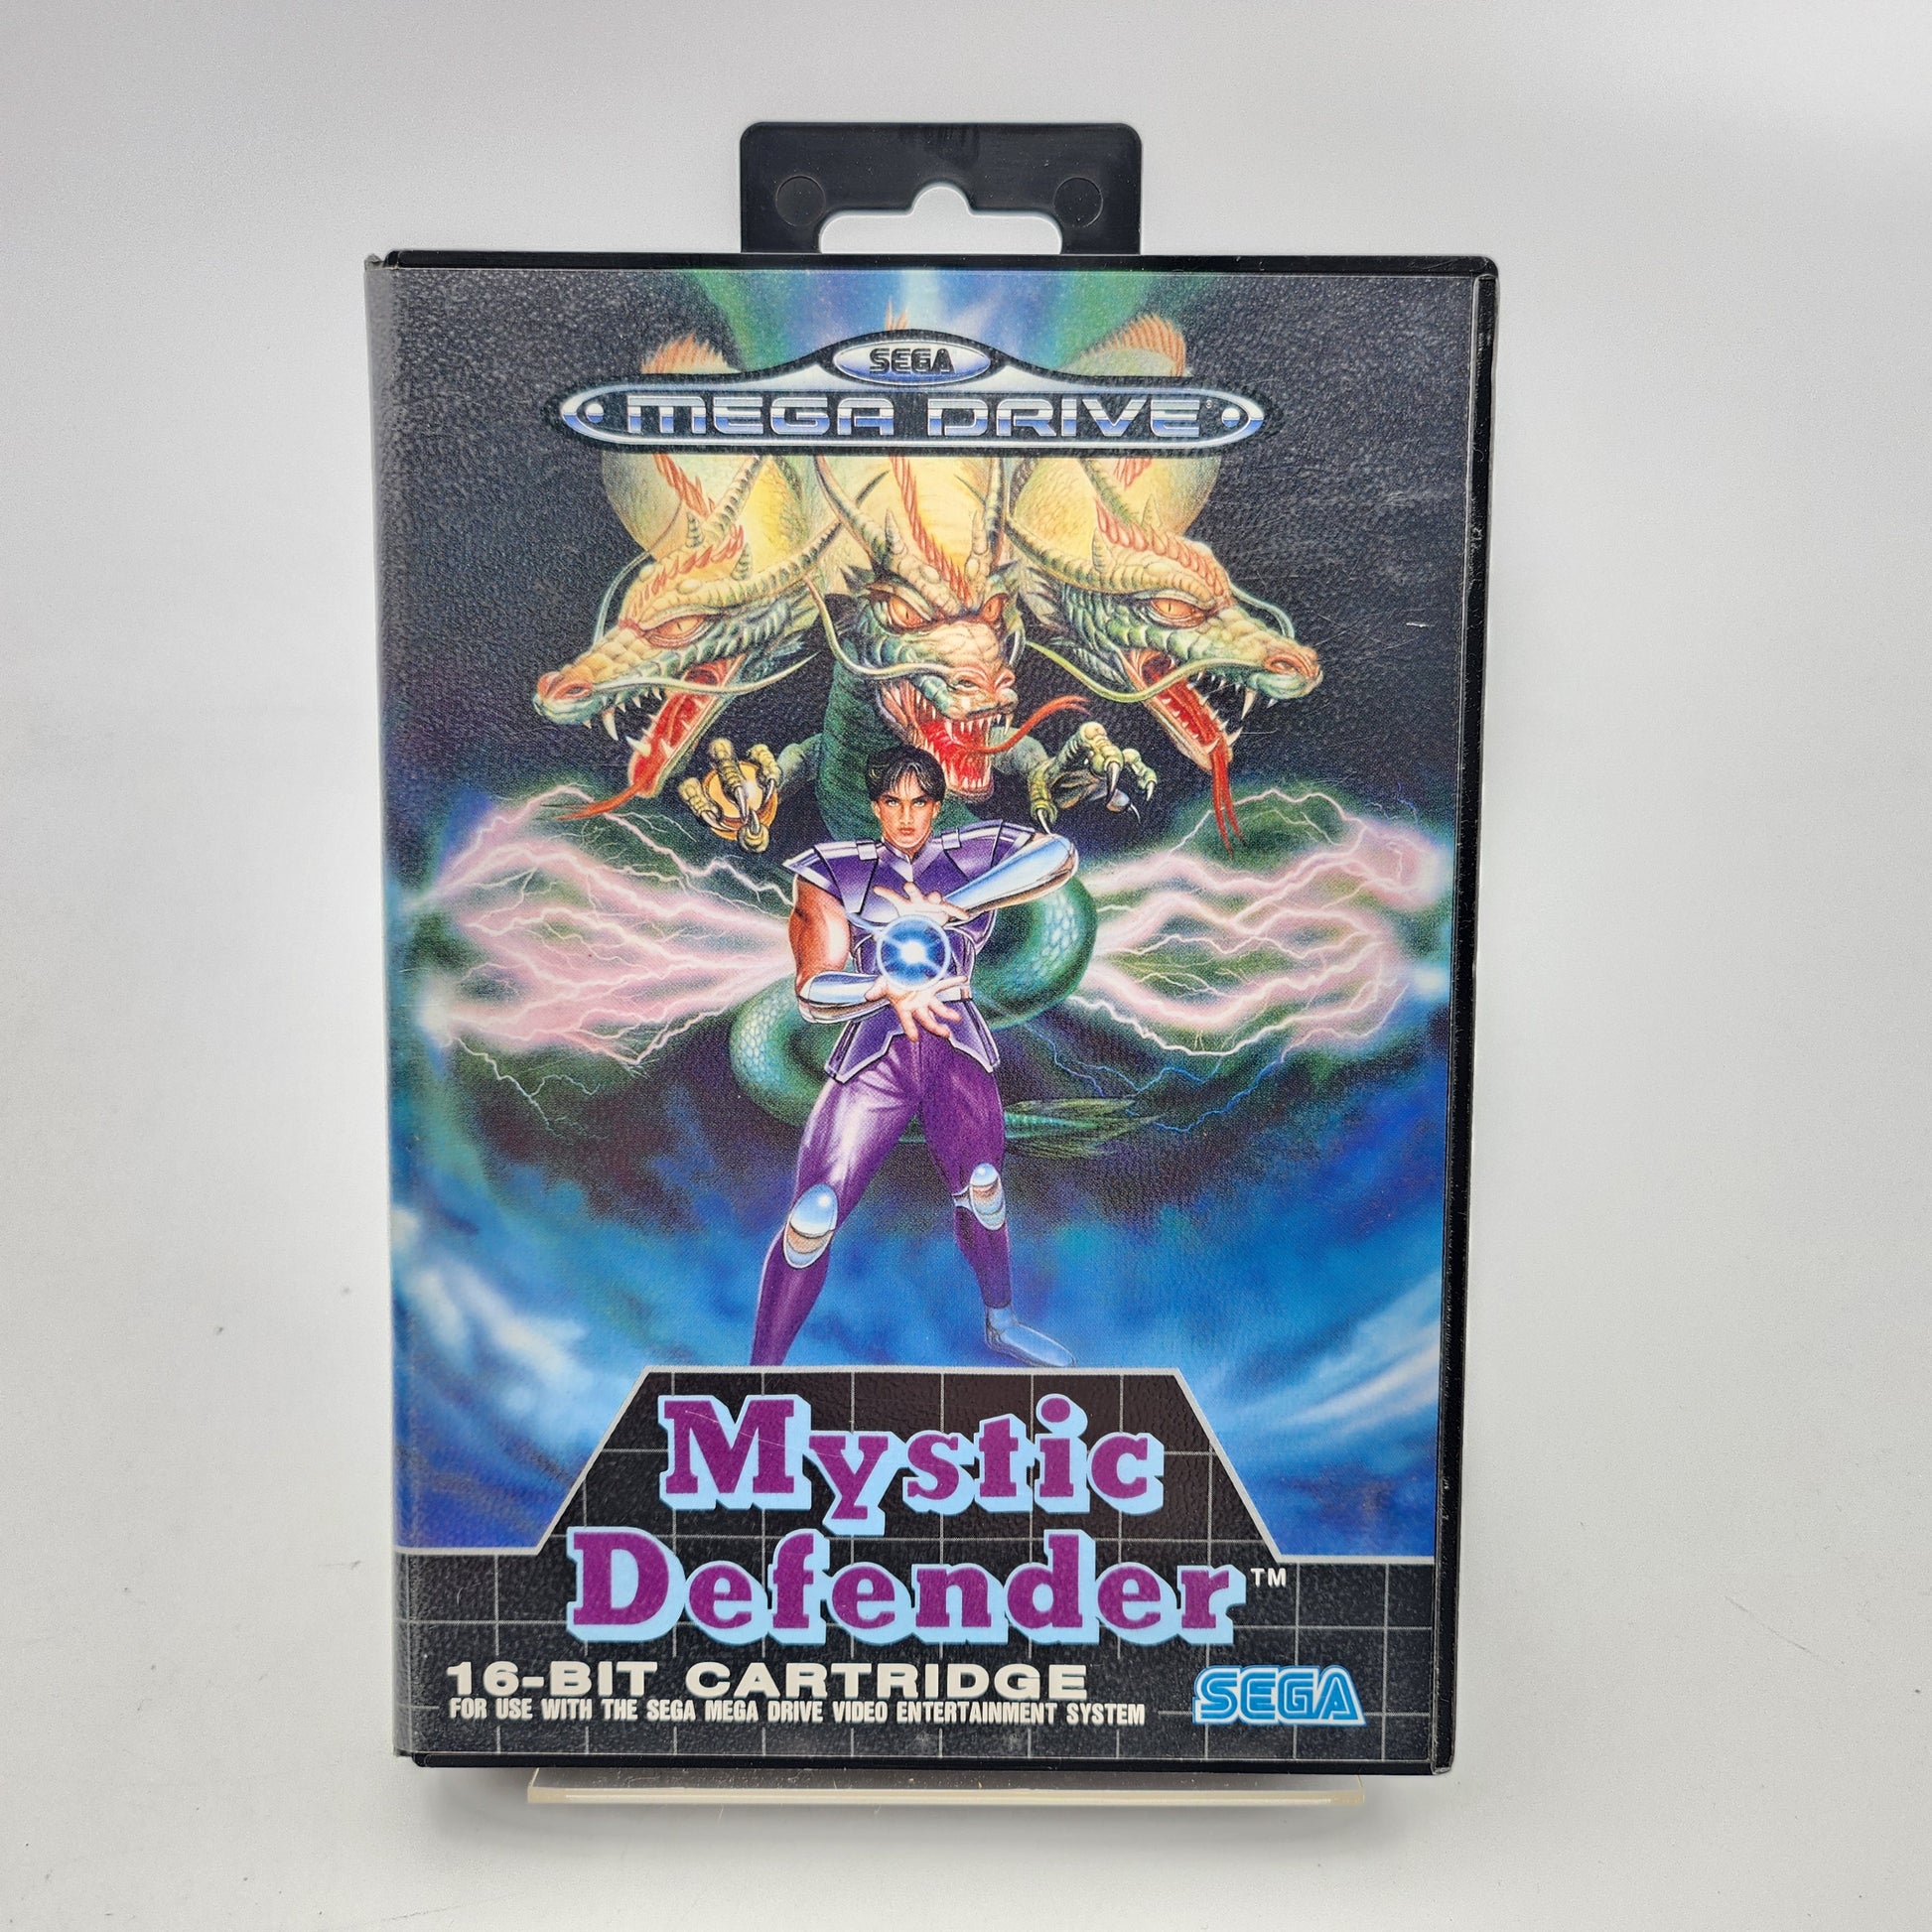 SEGA
MEGA DRIVE
Mystic
Defender™
16-BIT CARTRIDGE
FOR USE WITH THE SEGA MEGA DRIVE VIDEO ENTERTAINMENT SYSTEM
SEGA